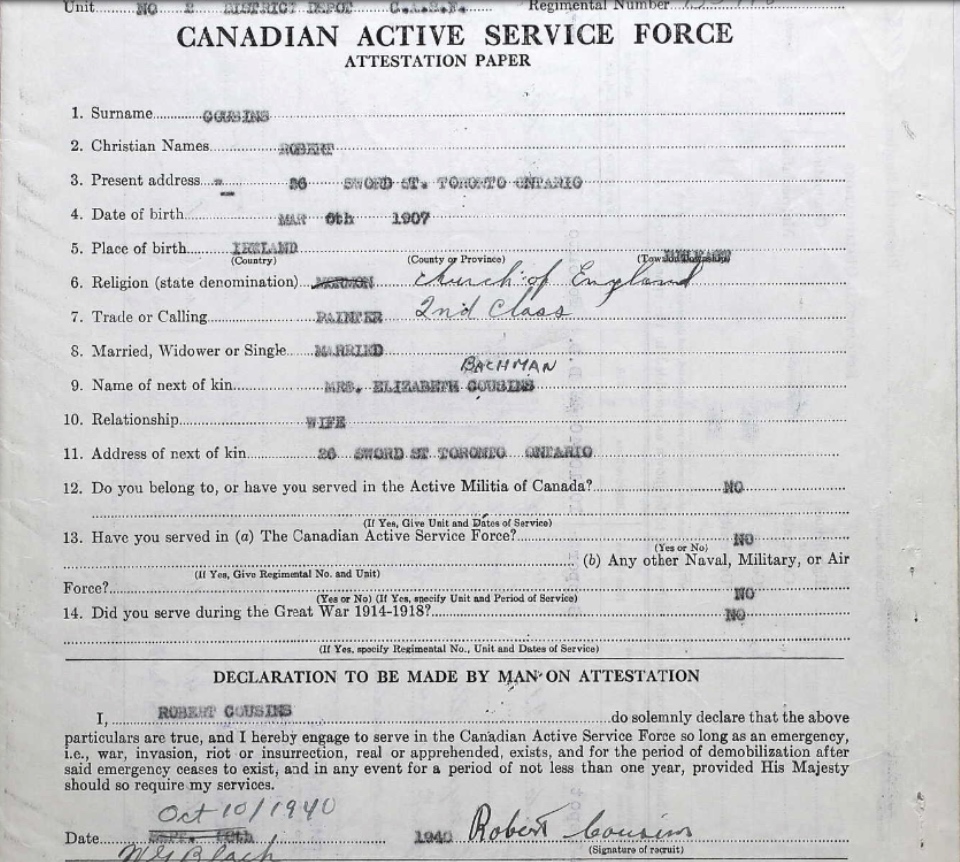 Unit NO 2 DISTRICT DEPOT C.A.S.F. Regimental Number
CANADIAN ACTIVE SERVICE FORCE
ATTESTATION PAPER
1. Surname COUSINS
2. Christian Names ROBERT
3. Present address 26 SWORD ST. TORONTO ONTARIO
4. Date of birth MAR 6th 1907
5. Place of birth IRELAND
(Country) (County or Province) (Town or Township)
6. Religion (state denomination) Church of England
7. Trade or Calling PAINTER 2nd Class
8. Married, Widower or Single MARRIED
BACHMAN
9. Name of next of kin MRS. ELIZABETH COUSINS
10. Relationship WIFE
11. Address of next of kin 26 SWORD ST TORONTO ONTARIO
12. Do you belong to, or have you served in the Active Militia of Canada? NO
(If Yes, Give Unit and Dates of Service)
13. Have you served in (a) The Canadian Active Service Force? NO
(Yes or No)
(b) Any other Naval, Military, or Air
(If Yes, Give Regimental No. and Unit)
Force? NO
(Yes or No) (If Yes, specify Unit and Period of Service)
14. Did you serve during the Great War 1914-1918? NO
(If Yes, specify Regimental No., Unit and Dates of Service)
DECLARATION TO BE MADE BY MAN ON ATTESTATION
I, ROBERT COUSINS do solemnly declare that the above
particulars are true, and I hereby engage to serve in the Canadian Active Service Force so long as an emergency,
i.e., war, invasion, riot or insurrection, real or apprehended, exists, and for the period of demobilization after
said emergency ceases to exist, and in any event for a period of not less than one year, provided His Majesty
should so require my services.
Oct 10/1940
Date Sept. 1940 Robert Cousins
(Signature of recruit)